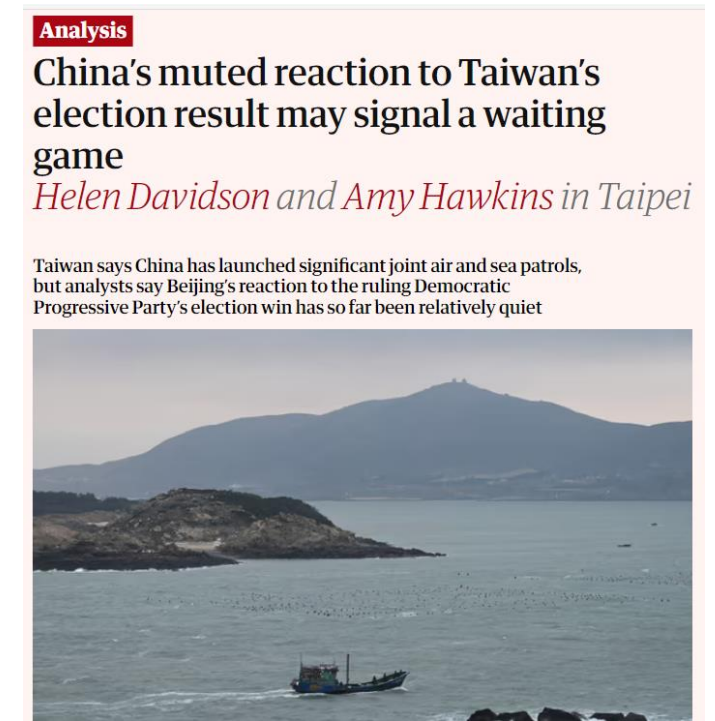 Analysis
China’s muted reaction to Taiwan’s
election result may signal a waiting
game
Helen Davidson and Amy Hawkins in Taipei
Taiwan says China has launched significant joint air and sea patrols,
but analysts say Beijing’s reaction to the ruling Democratic
Progressive Party’s election win has so far been relatively quiet